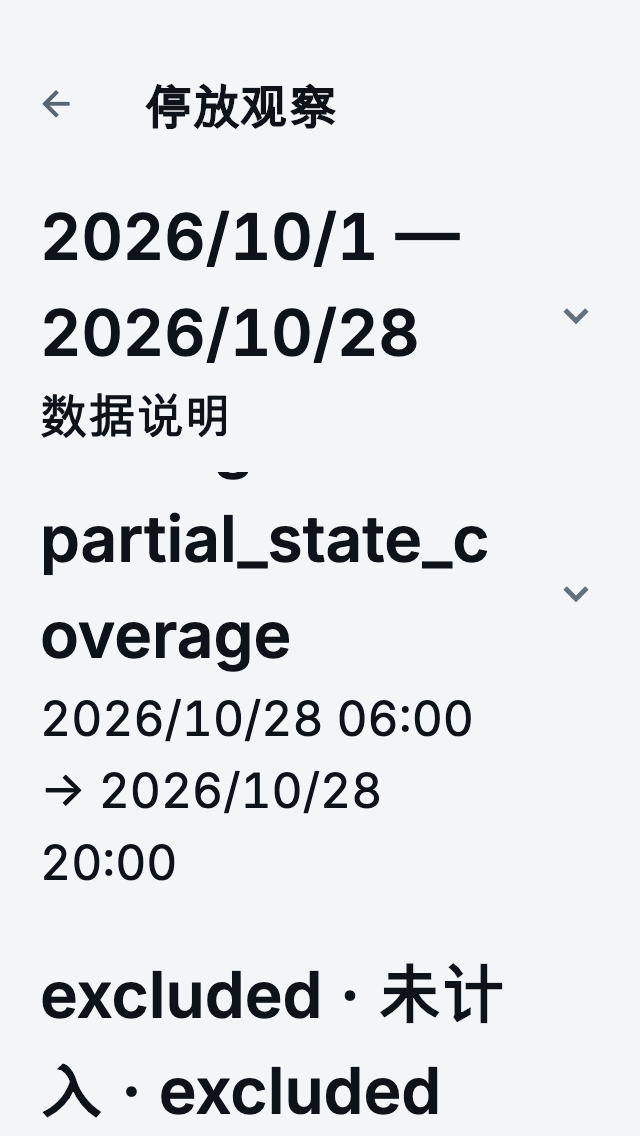 停放观察
2026/10/1 —
2026/10/28
数据说明
partial_state_c
overage
2026/10/28 06:00
→ 2026/10/28
20:00
excluded · 未计
入 · excluded